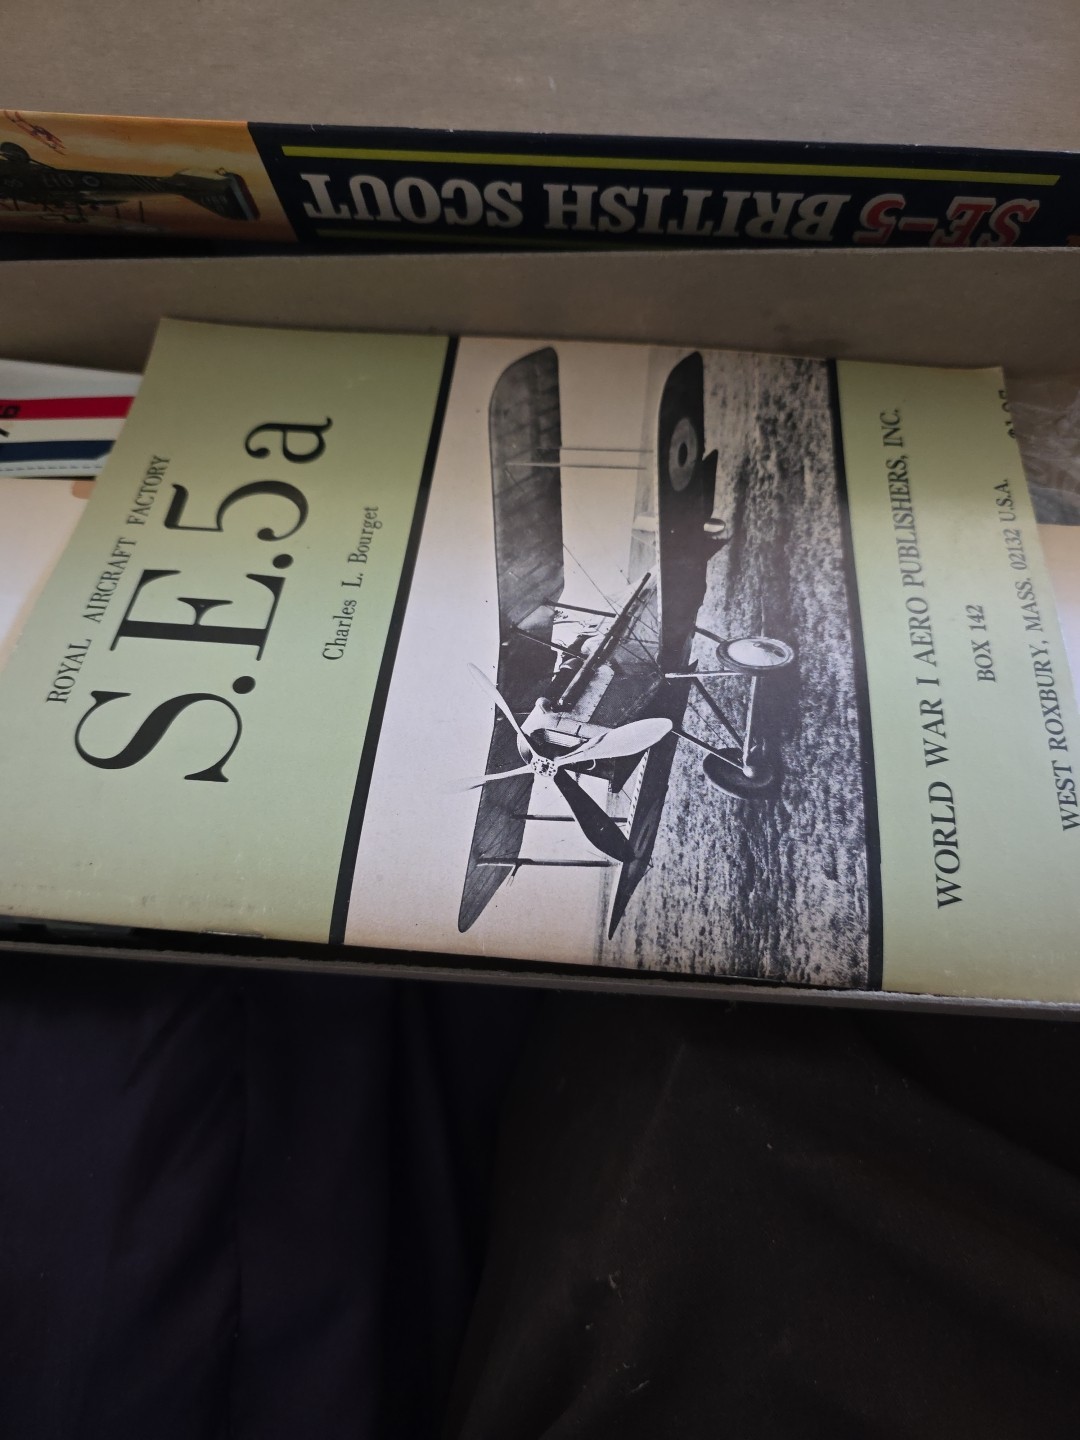 SE-5 BRITISH SCOUT
ROYAL AIRCRAFT FACTORY
S.E.5a
Charles L. Bourget
WORLD WAR I AERO PUBLISHERS, INC.
BOX 142
WEST ROXBURY, MASS. 02132 U.S.A.